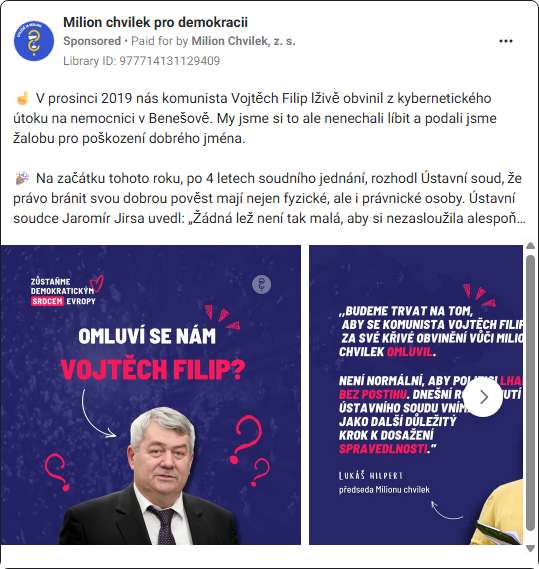 Milion chvilek pro demokracii
Sponsored • Paid for by Milion Chvilek, z. s.
Library ID: 977714131129409
V prosinci 2019 nás komunista Vojtěch Filip lživě obvinil z kybernetického
útoku na nemocnici v Benešově. My jsme si to ale nenechali líbit a podali jsme
žalobu pro poškození dobrého jména.
Na začátku tohoto roku, po 4 letech soudního jednání, rozhodl Ústavní soud, že
právo bránit svou dobrou pověst mají nejen fyzické, ale i právnické osoby. Ústavní
soudce Jaromír Jirsa uvedl: „Žádná lež není tak malá, aby si nezasloužila alespoň…
ZŮSTAŇME
DEMOKRATICKÝM
SRDCEM EVROPY
OMLUVÍ SE NÁM
VOJTĚCH FILIP?
,,BUDEME TRVAT NA TOM,
ABY SE KOMUNISTA VOJTĚCH FILIP
ZA SVÉ KŘIVÉ OBVINĚNÍ VŮČI MILIO
CHVILEK OMLUVIL.
NENÍ NORMÁLNÍ, ABY POLITICI LHA
BEZ POSTIHU. DNEŠNÍ
ÚSTAVNÍHO SOUDU
JAKO DALŠÍ DŮLEŽITÝ
KROK K DOSAŽENÍ
SPRAVEDLNOSTI."
LUKÁŠ HILPERT
předseda Milionu chvilek